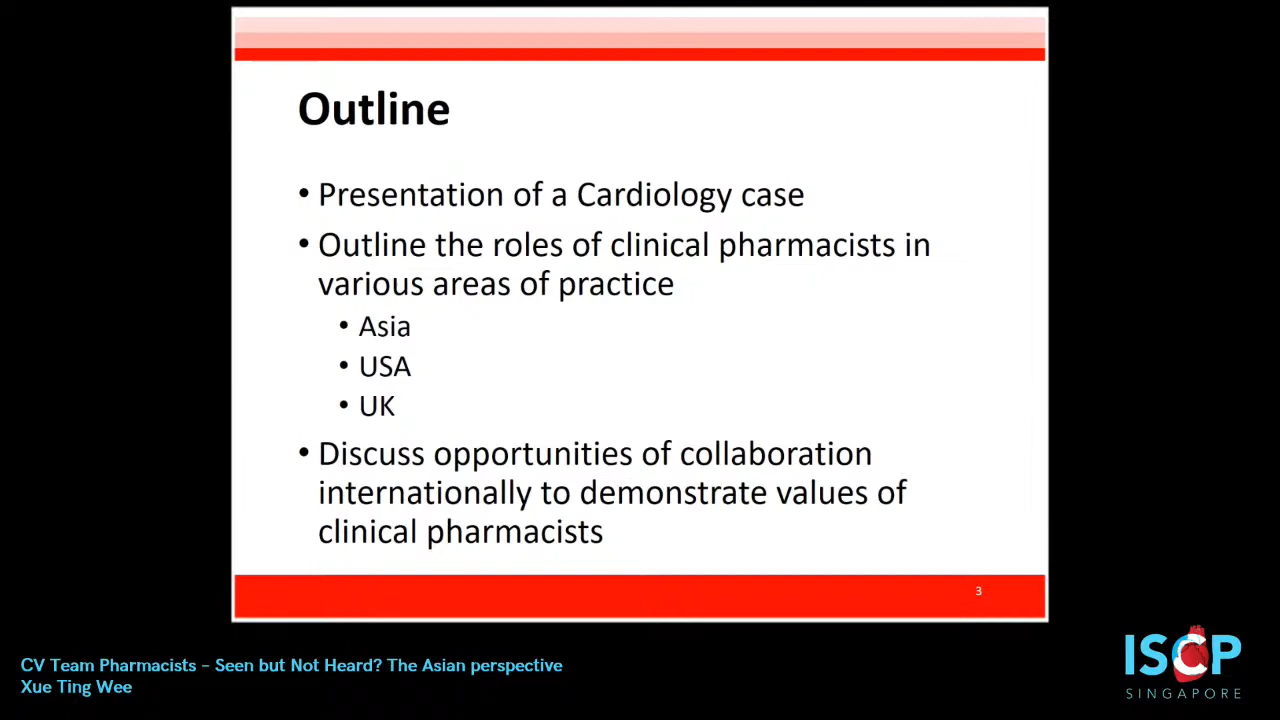 Outline
• Presentation of a Cardiology case
• Outline the roles of clinical pharmacists in
various areas of practice
• Asia
• USA
• UK
• Discuss opportunities of collaboration
internationally to demonstrate values of
clinical pharmacists
3
CV Team Pharmacists – Seen but Not Heard? The Asian perspective
Xue Ting Wee
ISCP
SINGAPORE